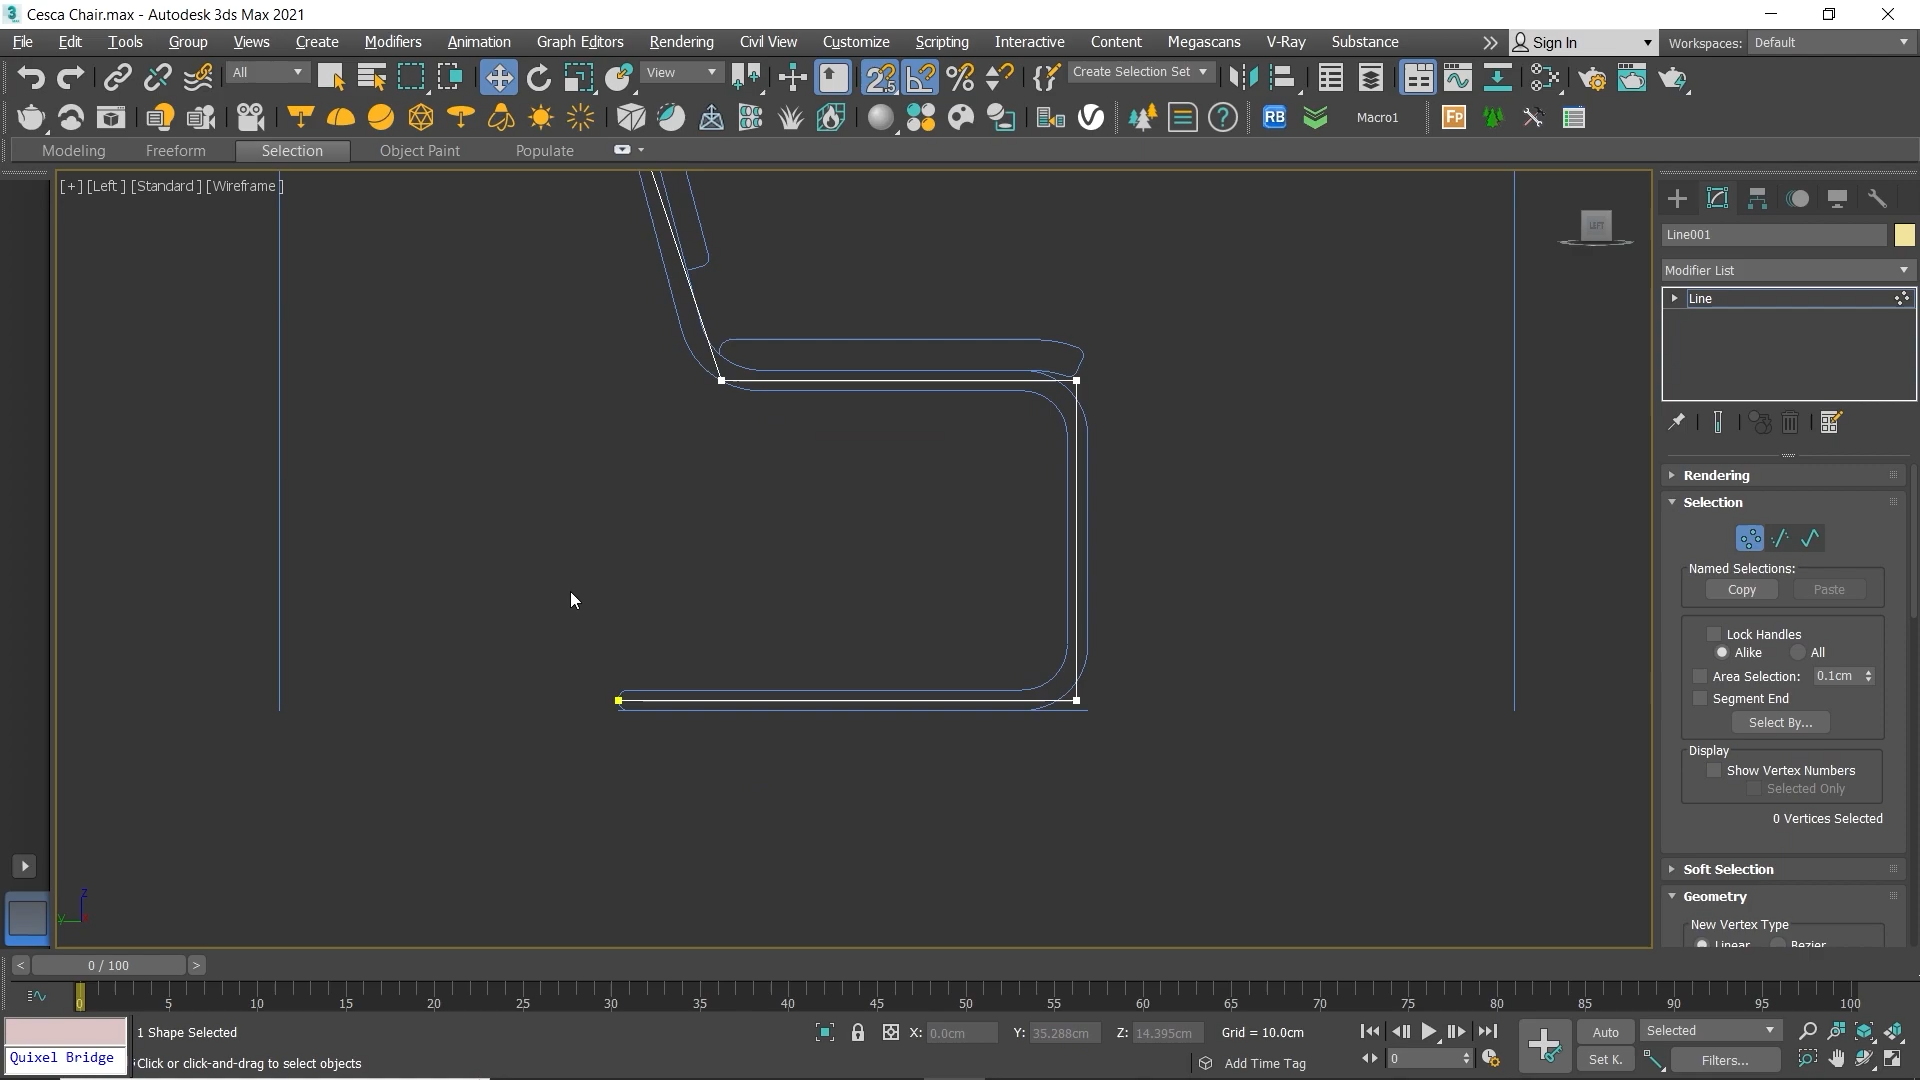 Cesca Chair.max - Autodesk 3ds Max 2021
File Edit Tools Group Views Create Modifiers Animation Graph Editors Rendering Civil View Customize Scripting Interactive Content Megascans V-Ray Substance Sign In Workspaces: Default
All View Create Selection Set
RB Macro1 Fp
Modeling Freeform Selection Object Paint Populate
[+] [Left ] [Standard ] [Wireframe ]
LEFT
Line001
Modifier List
Line
Rendering
Selection
Named Selections:
Copy Paste
Lock Handles
Alike All
Area Selection: 0.1cm
Segment End
Select By...
Display
Show Vertex Numbers
Selected Only
0 Vertices Selected
Soft Selection
Geometry
New Vertex Type
Linear Bezier
z
y
< 0 / 100 >
0 5 10 15 20 25 30 35 40 45 50 55 60 65 70 75 80 85 90 95 100
1 Shape Selected X: 0.0cm Y: 35.288cm Z: 14.395cm Grid = 10.0cm Auto Selected
Quixel Bridge Click or click-and-drag to select objects Add Time Tag 0 Set K. Filters...